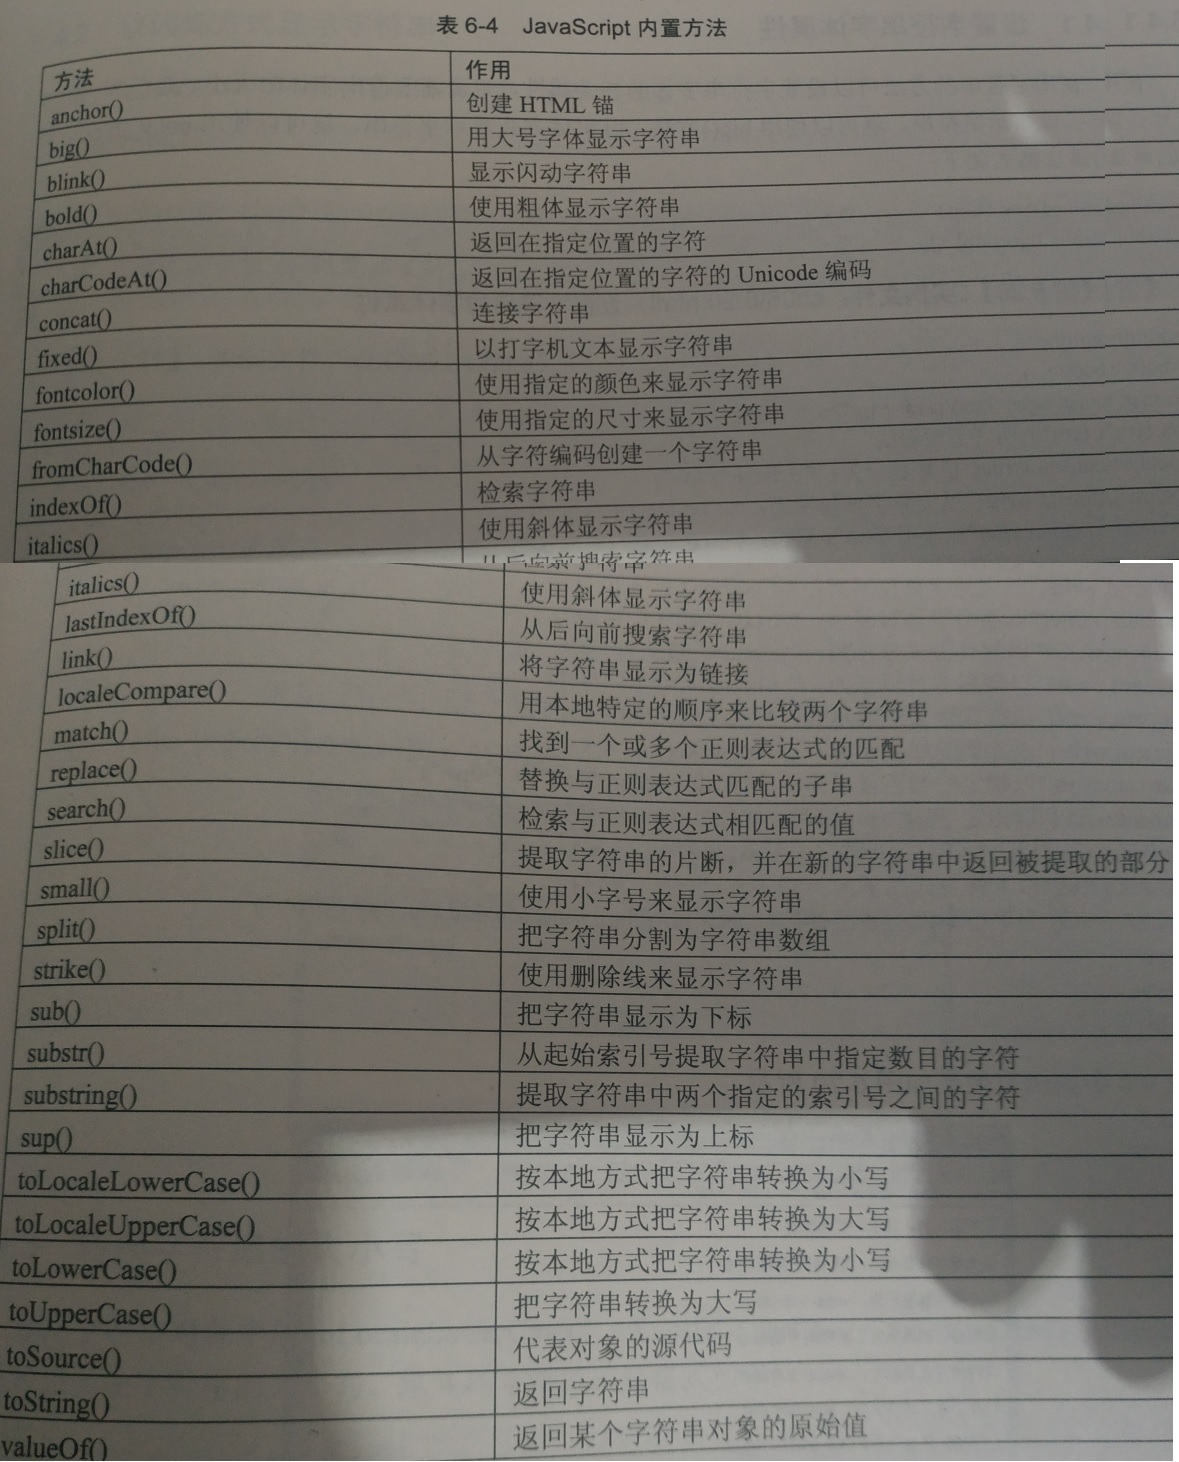 表 6-4 JavaScript 内置方法
方法 作用
anchor() 创建 HTML 锚
big() 用大号字体显示字符串
blink() 显示闪动字符串
bold() 使用粗体显示字符串
charAt() 返回在指定位置的字符
charCodeAt() 返回在指定位置的字符的 Unicode 编码
concat() 连接字符串
fixed() 以打字机文本显示字符串
fontcolor() 使用指定的颜色来显示字符串
fontsize() 使用指定的尺寸来显示字符串
fromCharCode() 从字符编码创建一个字符串
indexOf() 检索字符串
italics() 使用斜体显示字符串
从后向前搜索字符串
italics() 使用斜体显示字符串
lastIndexOf() 从后向前搜索字符串
link() 将字符串显示为链接
localeCompare() 用本地特定的顺序来比较两个字符串
match() 找到一个或多个正则表达式的匹配
replace() 替换与正则表达式匹配的子串
search() 检索与正则表达式相匹配的值
slice() 提取字符串的片断，并在新的字符串中返回被提取的部分
small() 使用小字号来显示字符串
split() 把字符串分割为字符串数组
strike() 使用删除线来显示字符串
sub() 把字符串显示为下标
substr() 从起始索引号提取字符串中指定数目的字符
substring() 提取字符串中两个指定的索引号之间的字符
sup() 把字符串显示为上标
toLocaleLowerCase() 按本地方式把字符串转换为小写
toLocaleUpperCase() 按本地方式把字符串转换为大写
toLowerCase() 按本地方式把字符串转换为小写
toUpperCase() 把字符串转换为大写
toSource() 代表对象的源代码
toString() 返回字符串
valueOf() 返回某个字符串对象的原始值